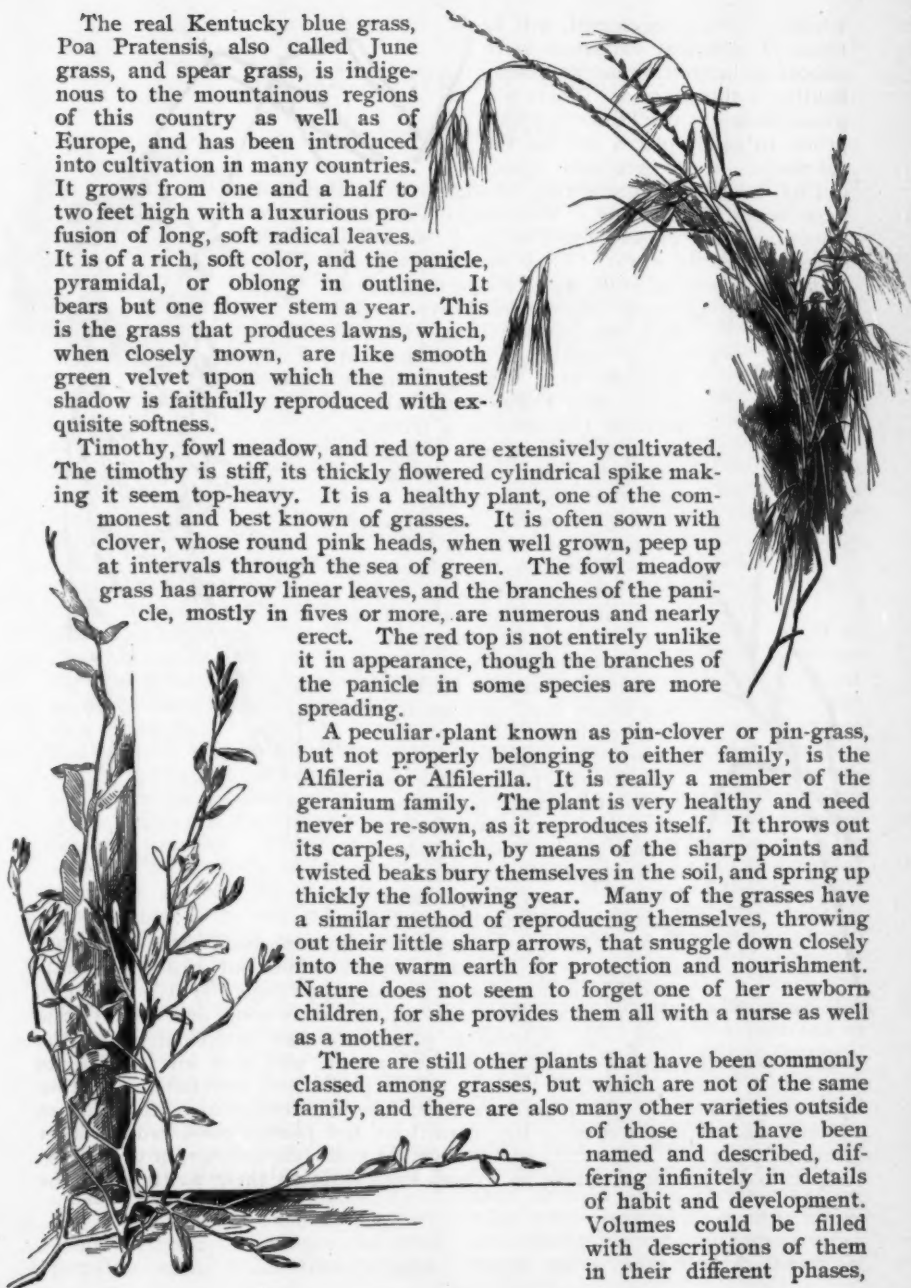 The real Kentucky blue grass,
Poa Pratensis, also called June
grass, and spear grass, is indige-
nous to the mountainous regions
of this country as well as of
Europe, and has been introduced
into cultivation in many countries.
It grows from one and a half to
two feet high with a luxurious pro-
fusion of long, soft radical leaves.
It is of a rich, soft color, and the panicle,
pyramidal, or oblong in outline. It
bears but one flower stem a year. This
is the grass that produces lawns, which,
when closely mown, are like smooth
green velvet upon which the minutest
shadow is faithfully reproduced with ex-
quisite softness.
Timothy, fowl meadow, and red top are extensively cultivated.
The timothy is stiff, its thickly flowered cylindrical spike mak-
ing it seem top-heavy. It is a healthy plant, one of the com-
monest and best known of grasses. It is often sown with
clover, whose round pink heads, when well grown, peep up
at intervals through the sea of green. The fowl meadow
grass has narrow linear leaves, and the branches of the pani-
cle, mostly in fives or more, are numerous and nearly
erect. The red top is not entirely unlike
it in appearance, though the branches of
the panicle in some species are more
spreading.
A peculiar plant known as pin-clover or pin-grass,
but not properly belonging to either family, is the
Alfileria or Alfilerilla. It is really a member of the
geranium family. The plant is very healthy and need
never be re-sown, as it reproduces itself. It throws out
its carples, which, by means of the sharp points and
twisted beaks bury themselves in the soil, and spring up
thickly the following year. Many of the grasses have
a similar method of reproducing themselves, throwing
out their little sharp arrows, that snuggle down closely
into the warm earth for protection and nourishment.
Nature does not seem to forget one of her newborn
children, for she provides them all with a nurse as well
as a mother.
There are still other plants that have been commonly
classed among grasses, but which are not of the same
family, and there are also many other varieties outside
of those that have been
named and described, dif-
fering infinitely in details
of habit and development.
Volumes could be filled
with descriptions of them
in their different phases,